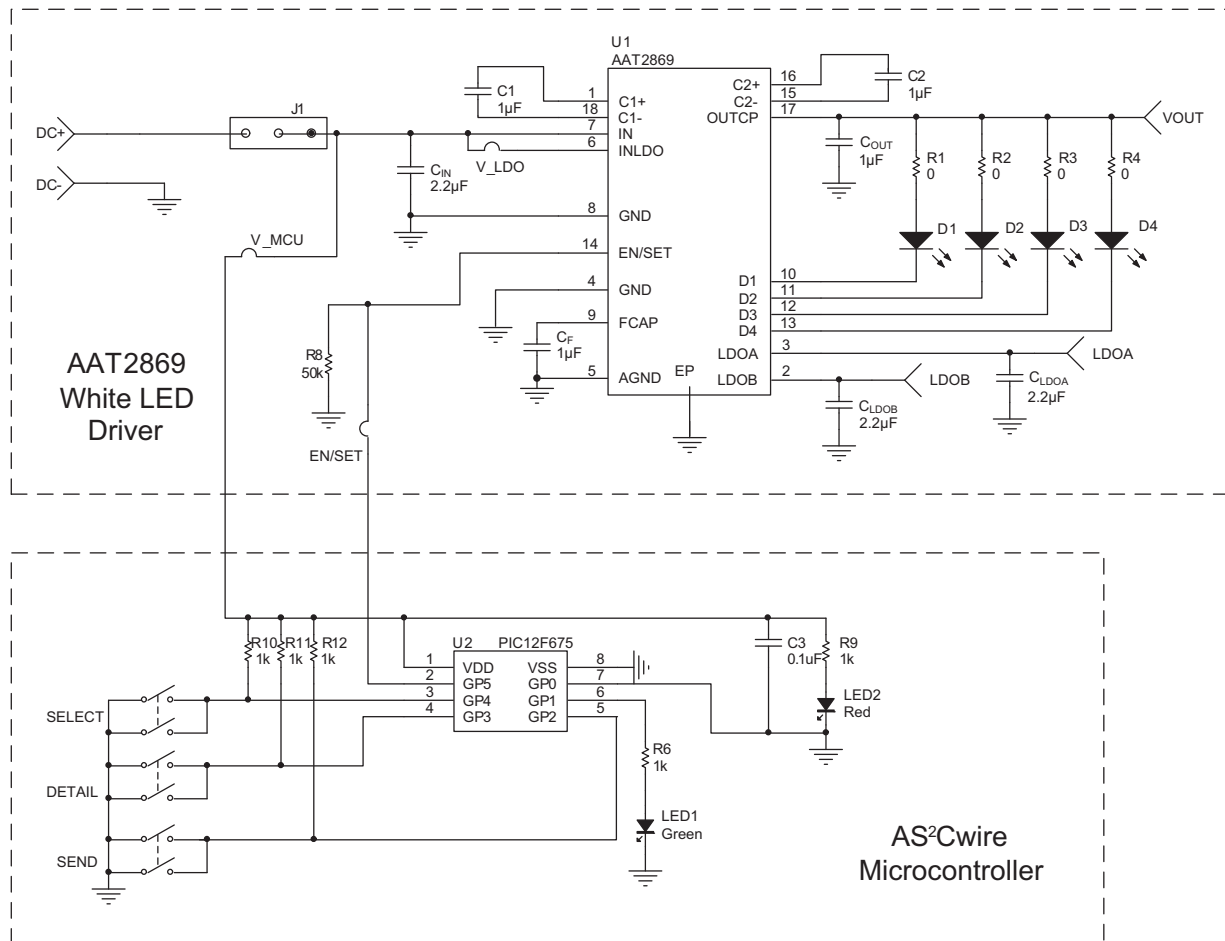 U1
AAT2869
C1
1µF
1 C1+
18 C1-
7 IN
6 INLDO
8 GND
14 EN/SET
4 GND
9 FCAP
5 AGND
EP
C2+ 16
C2- 15
OUTCP 17
D1 10
D2 11
D3 12
D4 13
LDOA 3
LDOB 2
C2
1µF
J1
DC+
DC-
V_LDO
CIN
2.2µF
V_MCU
COUT
1µF
R1
0
R2
0
R3
0
R4
0
VOUT
D1
D2
D3
D4
CF
1µF
R8
50k
LDOA
LDOB
CLDOA
2.2µF
CLDOB
2.2µF
AAT2869
White LED
Driver
EN/SET
R10
1k
R11
1k
R12
1k
U2 PIC12F675
1 VDD
2 GP5
3 GP4
4 GP3
VSS 8
GP0 7
GP1 6
GP2 5
C3
0.1uF
R9
1k
LED2
Red
SELECT
DETAIL
SEND
R6
1k
LED1
Green
AS²Cwire
Microcontroller